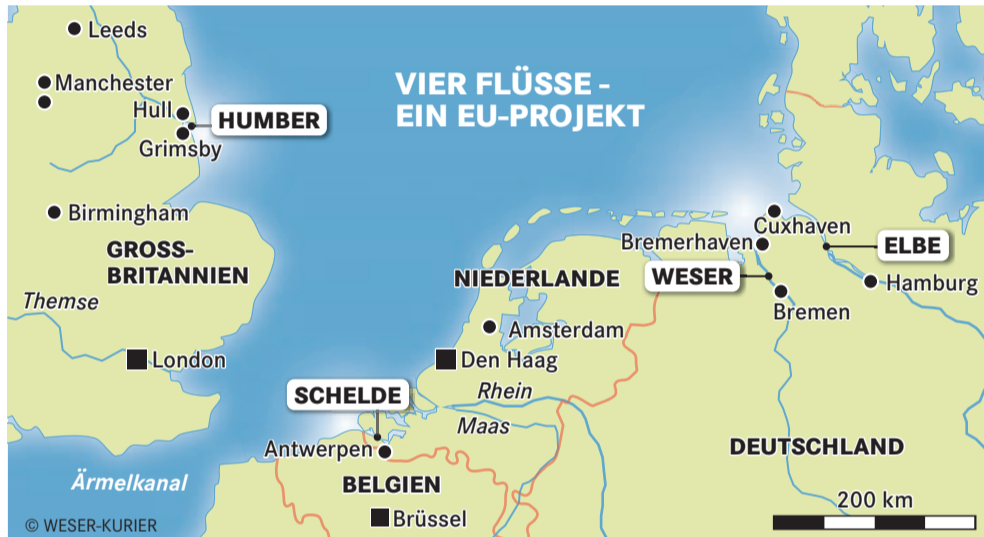 Leeds
Manchester
Hull
HUMBER
Grimsby
VIER FLÜSSE –
EIN EU-PROJEKT
Birmingham
GROSS-
BRITANNIEN
Themse
London
Cuxhaven
Bremerhaven
ELBE
WESER
Hamburg
Bremen
NIEDERLANDE
Amsterdam
Den Haag
SCHELDE
Rhein
Maas
Antwerpen
DEUTSCHLAND
Ärmelkanal
BELGIEN
Brüssel
200 km
© WESER-KURIER